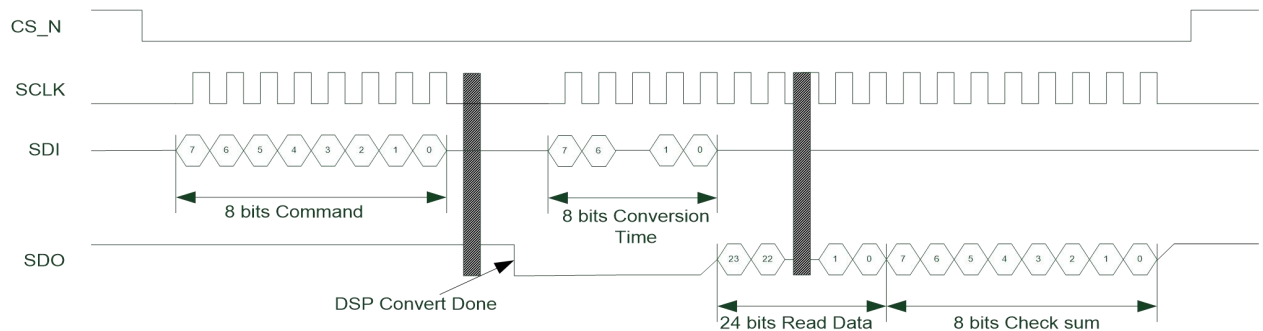 CS_N
SCLK
SDI
7 6 5 4 3 2 1 0
7 6 1 0
8 bits Command
8 bits Conversion
Time
SDO
23 22 1 0 7 6 5 4 3 2 1 0
DSP Convert Done
24 bits Read Data
8 bits Check sum